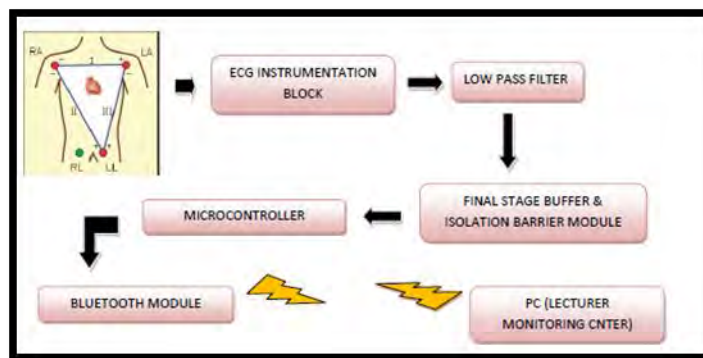 RA
LA
I
II
III
RL
LL
ECG INSTRUMENTATION
BLOCK
LOW PASS FILTER
FINAL STAGE BUFFER &
ISOLATION BARRIER MODULE
MICROCONTROLLER
BLUETOOTH MODULE
PC (LECTURER
MONITORING CNTER)